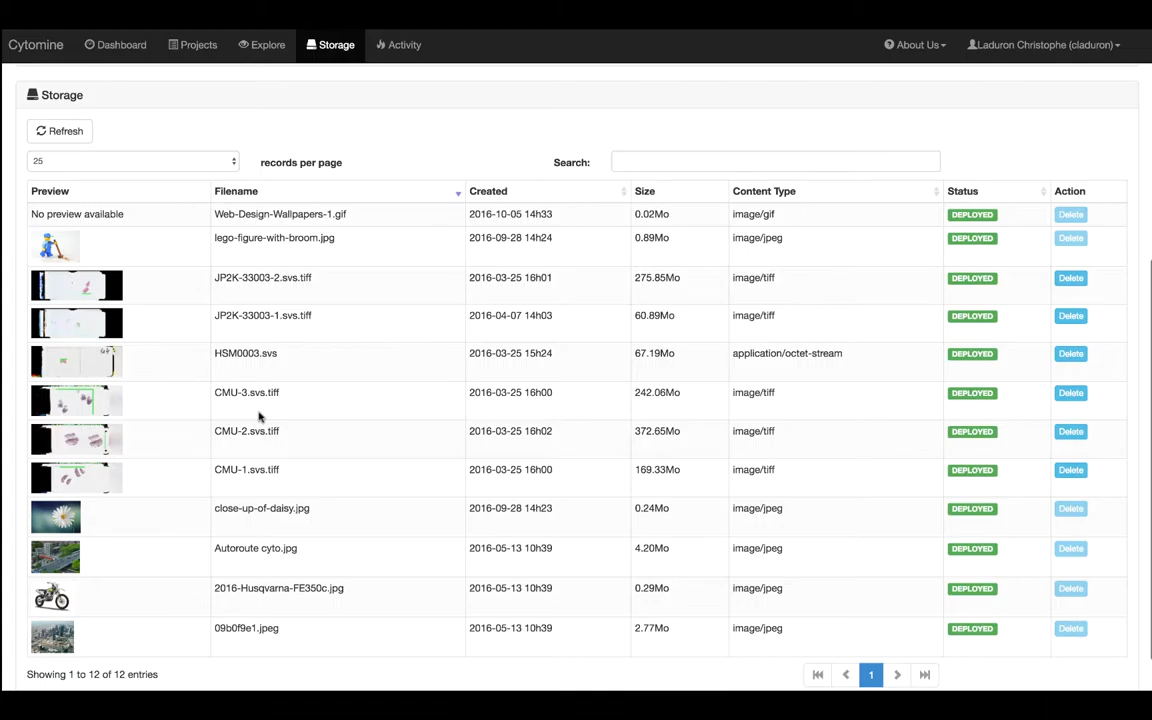 Cytomine Dashboard Projects Explore Storage Activity About Us Laduron Christophe (claduron)
Storage
Refresh
25 records per page Search:
Preview Filename Created Size Content Type Status Action
No preview available Web-Design-Wallpapers-1.gif 2016-10-05 14h33 0.02Mo image/gif DEPLOYED Delete
lego-figure-with-broom.jpg 2016-09-28 14h24 0.89Mo image/jpeg DEPLOYED Delete
JP2K-33003-2.svs.tiff 2016-03-25 16h01 275.85Mo image/tiff DEPLOYED Delete
JP2K-33003-1.svs.tiff 2016-04-07 14h03 60.89Mo image/tiff DEPLOYED Delete
HSM0003.svs 2016-03-25 15h24 67.19Mo application/octet-stream DEPLOYED Delete
CMU-3.svs.tiff 2016-03-25 16h00 242.06Mo image/tiff DEPLOYED Delete
CMU-2.svs.tiff 2016-03-25 16h02 372.65Mo image/tiff DEPLOYED Delete
CMU-1.svs.tiff 2016-03-25 16h00 169.33Mo image/tiff DEPLOYED Delete
close-up-of-daisy.jpg 2016-09-28 14h23 0.24Mo image/jpeg DEPLOYED Delete
Autoroute cyto.jpg 2016-05-13 10h39 4.20Mo image/jpeg DEPLOYED Delete
2016-Husqvarna-FE350c.jpg 2016-05-13 10h39 0.29Mo image/jpeg DEPLOYED Delete
09b0f9e1.jpeg 2016-05-13 10h39 2.77Mo image/jpeg DEPLOYED Delete
Showing 1 to 12 of 12 entries 1